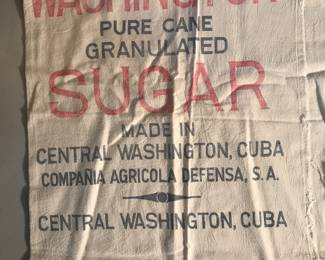 WASHINGTON
PURE CANE
GRANULATED
SUGAR
MADE IN
CENTRAL WASHINGTON, CUBA
COMPAÑIA AGRICOLA DEFENSA, S.A.
CENTRAL WASHINGTON, CUBA